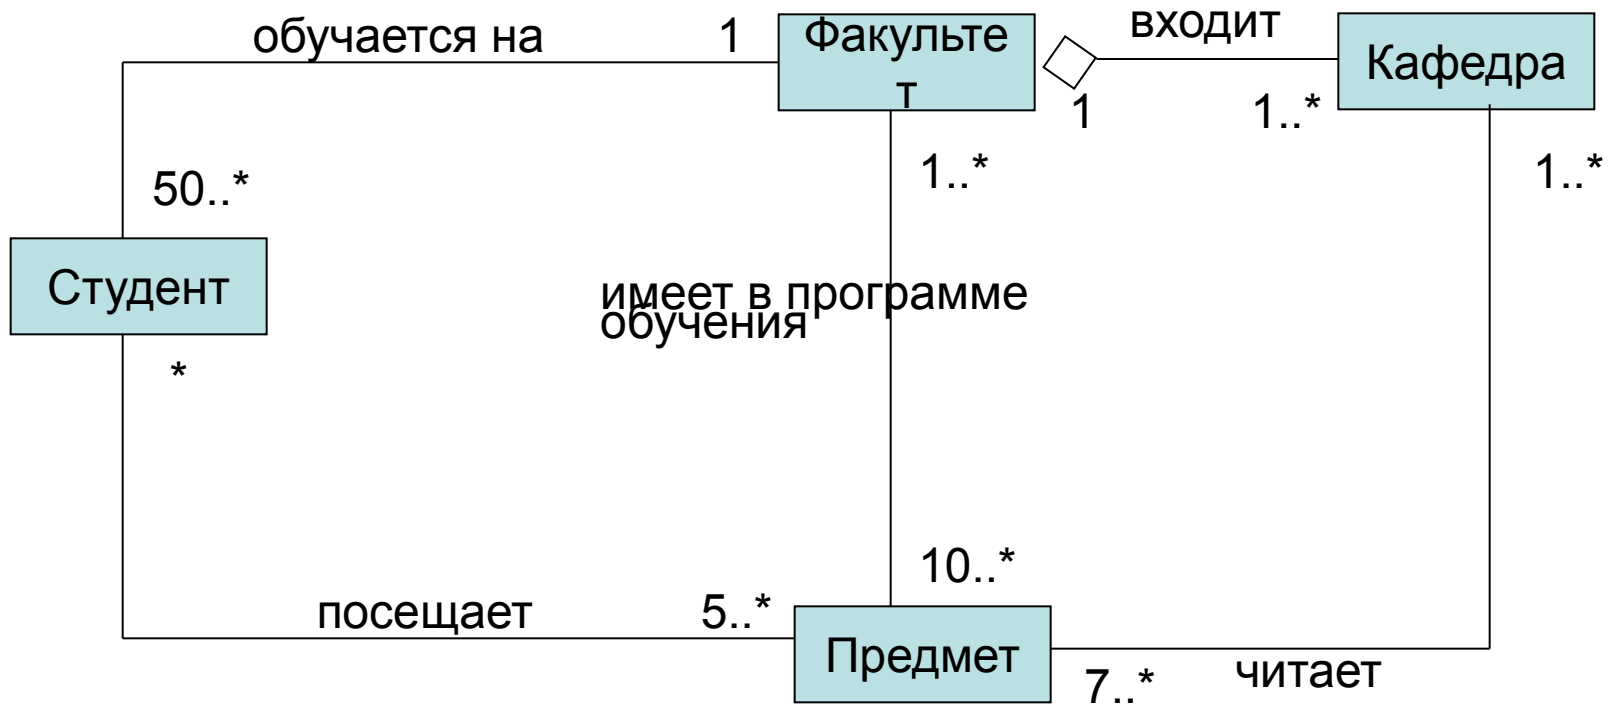 обучается на
1
Факульте
т
входит
Кафедра
1
1..*
1..*
1..*
50..*
Студент
имеет в программе
обучения
*
10..*
посещает
5..*
Предмет
7..*
читает